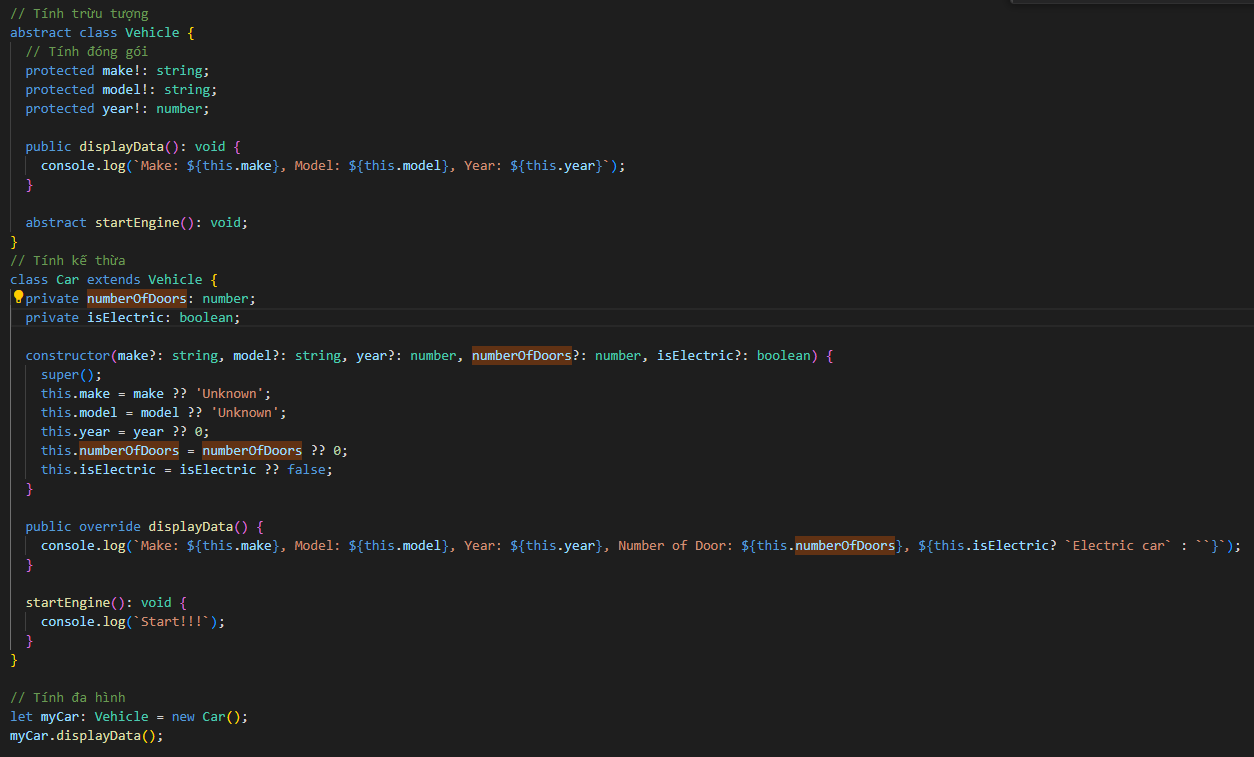 // Tính trừu tượng
abstract class Vehicle {
  // Tính đóng gói
  protected make!: string;
  protected model!: string;
  protected year!: number;

  public displayData(): void {
    console.log(`Make: ${this.make}, Model: ${this.model}, Year: ${this.year}`);
  }

  abstract startEngine(): void;
}
// Tính kế thừa
class Car extends Vehicle {
  private numberOfDoors: number;
  private isElectric: boolean;

  constructor(make?: string, model?: string, year?: number, numberOfDoors?: number, isElectric?: boolean) {
    super();
    this.make = make ?? 'Unknown';
    this.model = model ?? 'Unknown';
    this.year = year ?? 0;
    this.numberOfDoors = numberOfDoors ?? 0;
    this.isElectric = isElectric ?? false;
  }

  public override displayData() {
    console.log(`Make: ${this.make}, Model: ${this.model}, Year: ${this.year}, Number of Door: ${this.numberOfDoors}, ${this.isElectric? `Electric car` : ``}`);
  }

  startEngine(): void {
    console.log(`Start!!!`);
  }
}

// Tính đa hình
let myCar: Vehicle = new Car();
myCar.displayData();